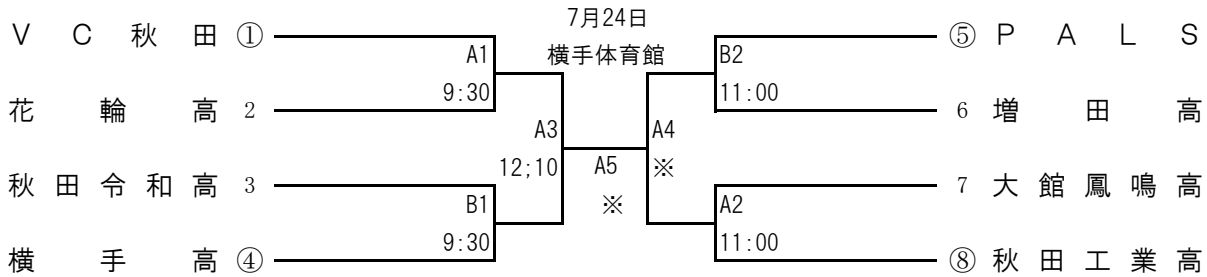 7月24日
横手体育館
ＶＣ秋田 ①
花輪高 2
秋田令和高 3
横手高 ④
A1
9:30
B1
9:30
A3
12;10
A5
※
A4
※
B2
11:00
A2
11:00
⑤ ＰＡＬＳ
6 増田高
7 大館鳳鳴高
⑧ 秋田工業高